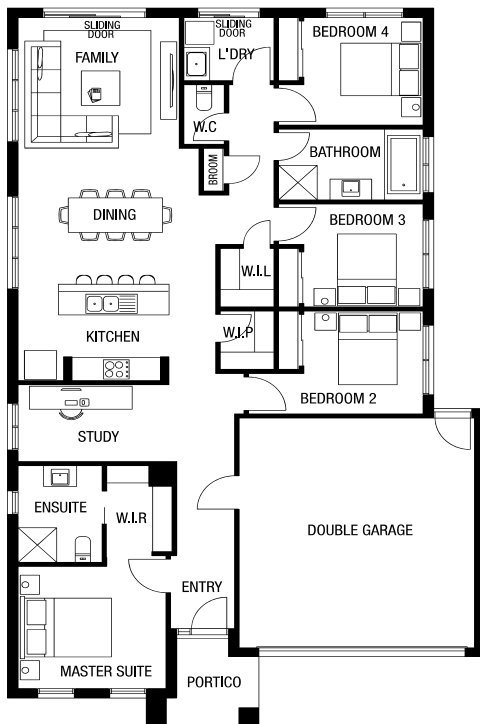 SLIDING
DOOR
SLIDING
DOOR
FAMILY
L'DRY
BEDROOM 4
W.C
BROOM
BATHROOM
DINING
BEDROOM 3
W.I.L
KITCHEN
W.I.P
BEDROOM 2
STUDY
ENSUITE
W.I.R
DOUBLE GARAGE
ENTRY
MASTER SUITE
PORTICO